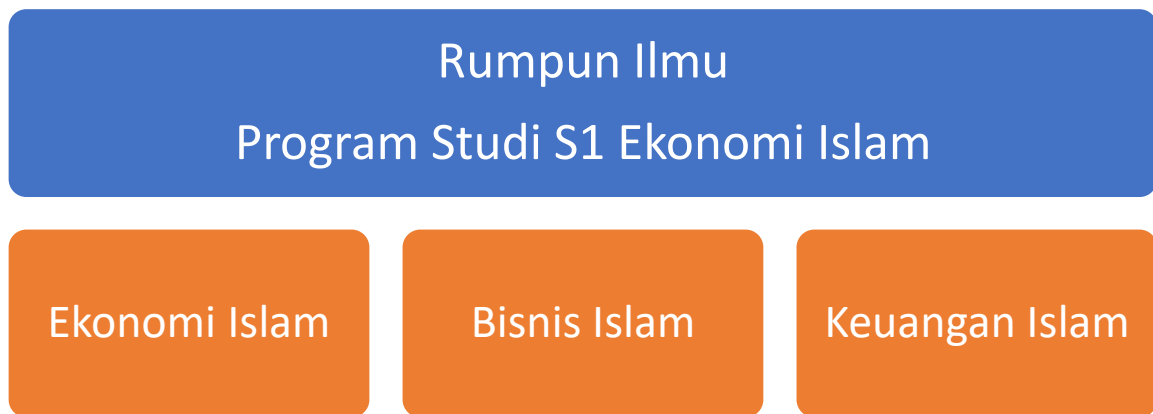 Rumpun Ilmu
Program Studi S1 Ekonomi Islam
Ekonomi Islam
Bisnis Islam
Keuangan Islam